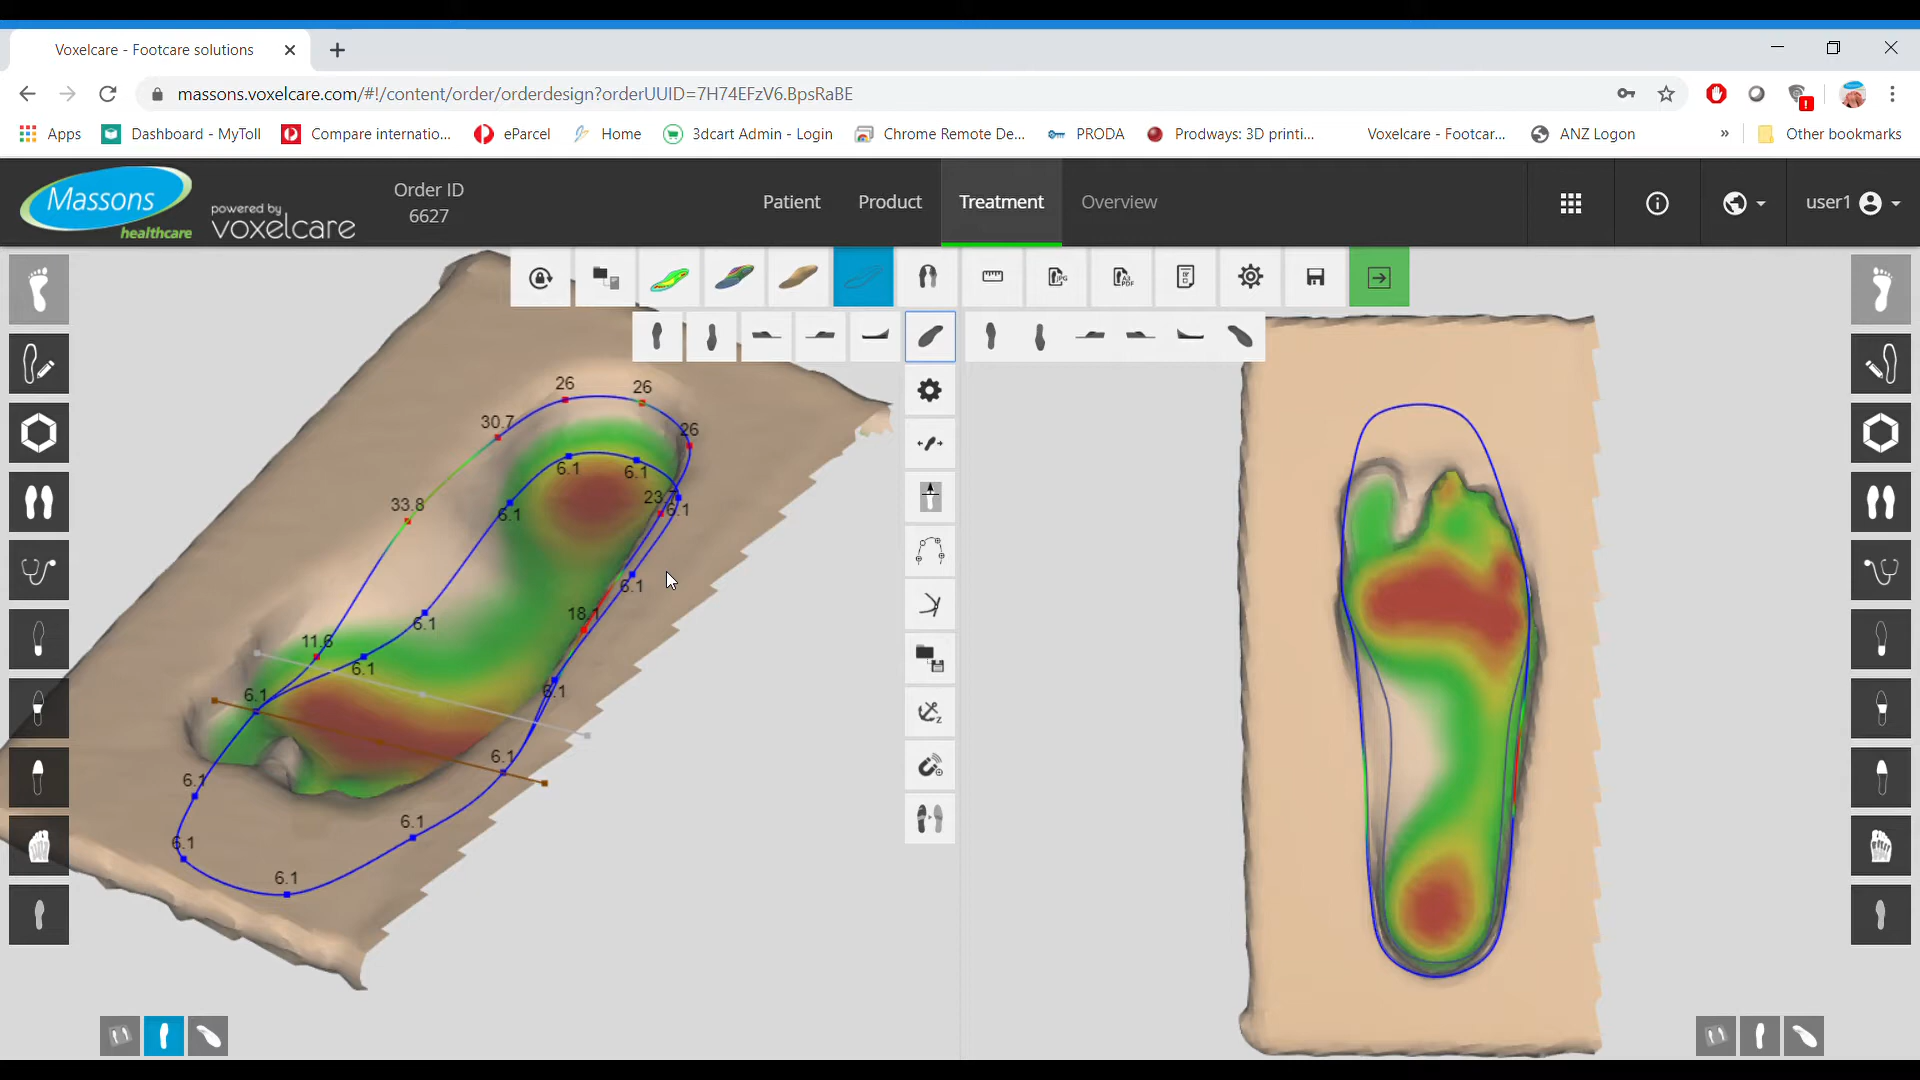 Voxelcare - Footcare solutions
massons.voxelcare.com/#!/content/order/orderdesign?orderUUID=7H74EFzV6.BpsRaBE
Apps
Dashboard - MyToll
Compare internatio...
eParcel
Home
3dcart Admin - Login
Chrome Remote De...
PRODA
Prodways: 3D printi...
Voxelcare - Footcar...
ANZ Logon
»
Other bookmarks
Massons
healthcare
powered by
voxelcare
Order ID
6627
Patient
Product
Treatment
Overview
user1
JPG
PDF
26
26
30.7
26
6.1
6.1
33.8
23.7
6.1
6.1
6.1
18.1
6.1
11.6
6.1
6.1
6.1
6.1
6.1
6.1
6.1
6.1
Z